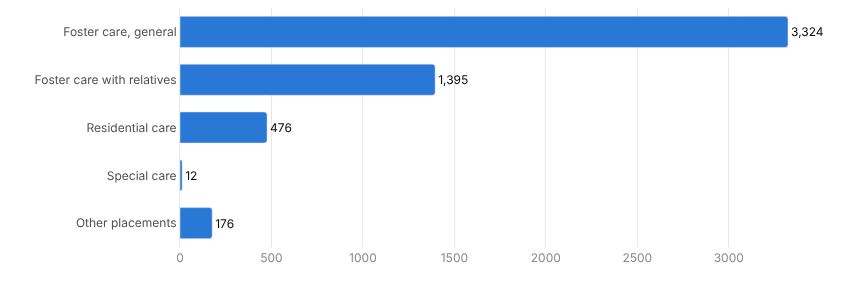 Foster care, general 3,324
Foster care with relatives 1,395
Residential care 476
Special care 12
Other placements 176
0 500 1000 1500 2000 2500 3000